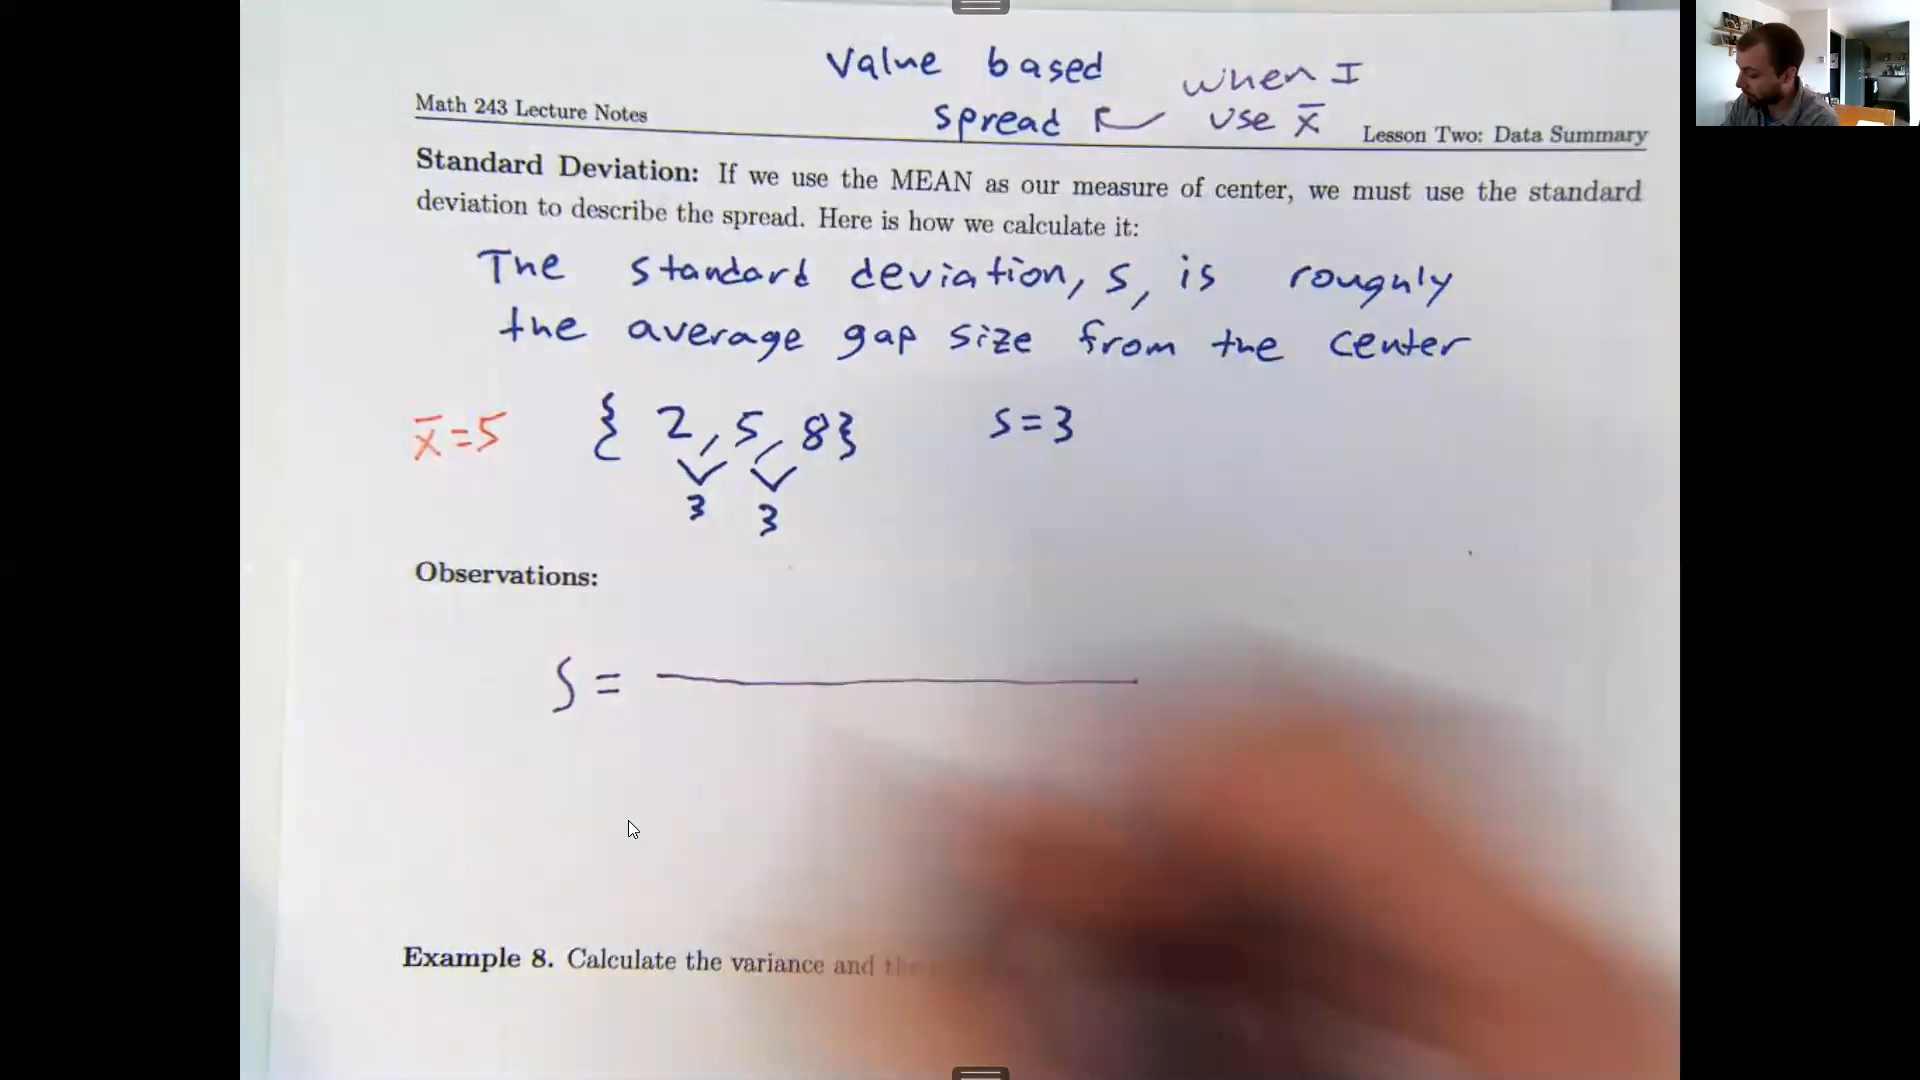 Value based
when I
Math 243 Lecture Notes
spread
use x̄
Lesson Two: Data Summary
Standard Deviation: If we use the MEAN as our measure of center, we must use the standard
deviation to describe the spread. Here is how we calculate it:
The standard deviation, s, is roughly
the average gap size from the center
x̄=5 { 2, 5, 8} s=3
3 3
Observations:
S =
Example 8. Calculate the variance and the